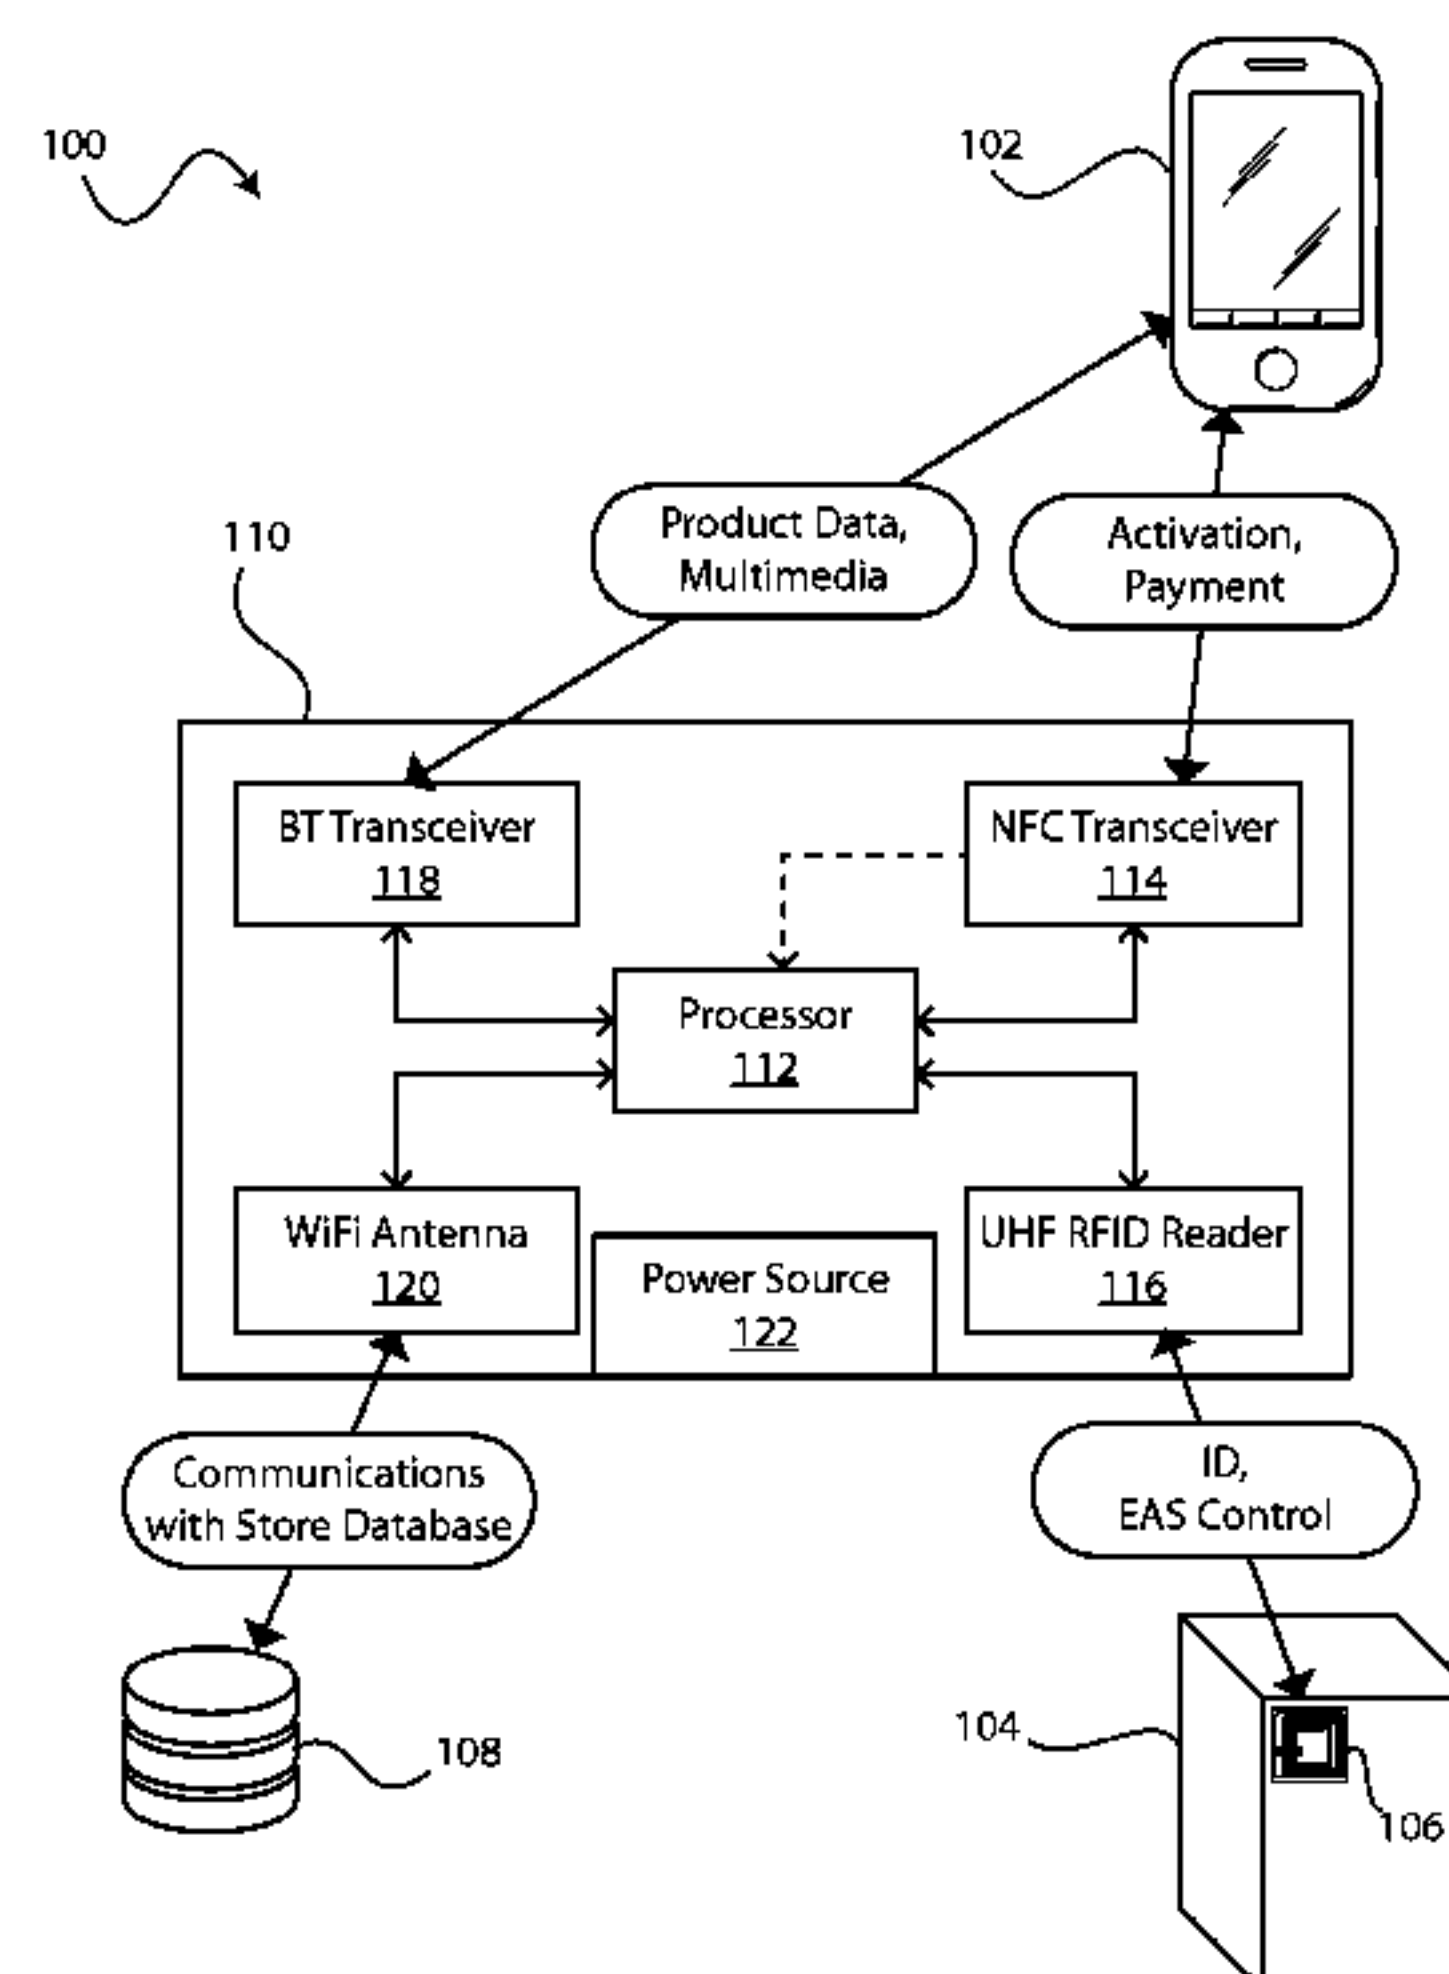 100
102
Product Data,
Multimedia
Activation,
Payment
110
BT Transceiver
118
NFC Transceiver
114
Processor
112
WiFi Antenna
120
Power Source
122
UHF RFID Reader
116
Communications
with Store Database
ID,
EAS Control
104
108
106